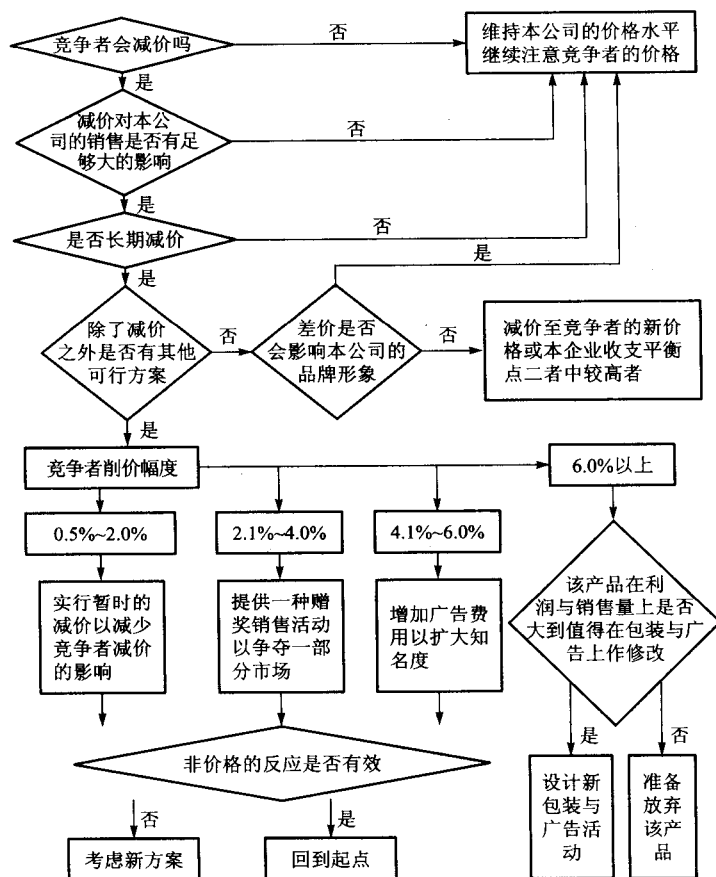 竞争者会减价吗
否
维持本公司的价格水平
继续注意竞争者的价格
是
减价对本公
司的销售是否有足
够大的影响
否
是
是否长期减价
否
是
是
除了减价
之外是否有其他
可行方案
否
差价是否
会影响本公司的
品牌形象
否
减价至竞争者的新价
格或本企业收支平衡
点二者中较高者
是
竞争者削价幅度
6.0%以上
0.5%~2.0%
2.1%~4.0%
4.1%~6.0%
实行暂时的
减价以减少
竞争者减价
的影响
提供一种赠
奖销售活动
以争夺一部
分市场
增加广告费
用以扩大知
名度
该产品在利
润与销售量上是否
大到值得在包装与广
告上作修改
非价格的反应是否有效
是
否
设计新
包装与
广告活
动
准备
放弃
该产
品
否
是
考虑新方案
回到起点